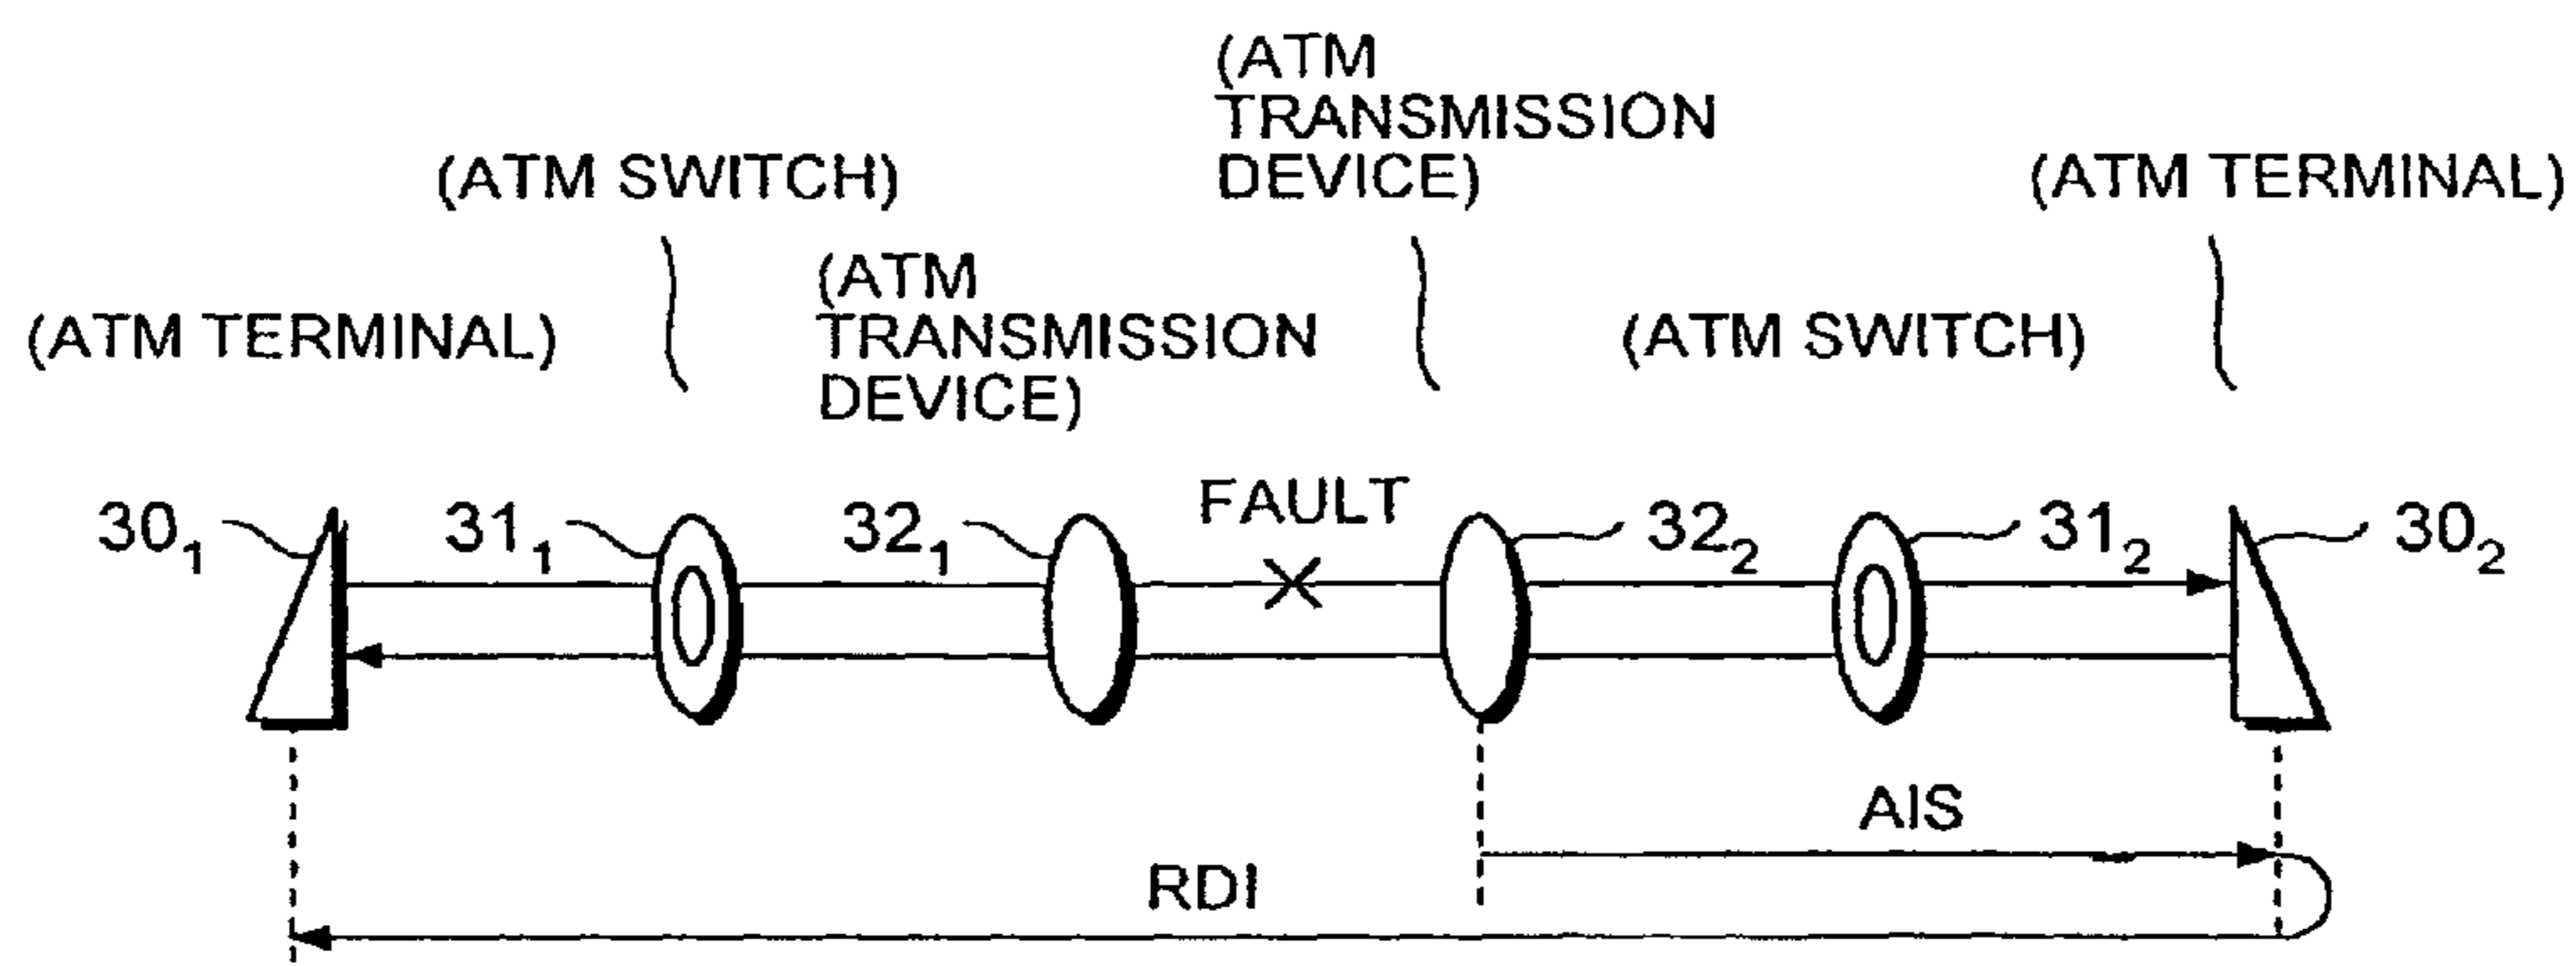 (ATM
TRANSMISSION
DEVICE)
(ATM SWITCH)
(ATM TERMINAL)
(ATM
TRANSMISSION
DEVICE)
(ATM TERMINAL)
(ATM SWITCH)
FAULT
30₁
31₁
32₁
32₂
31₂
30₂
AIS
RDI